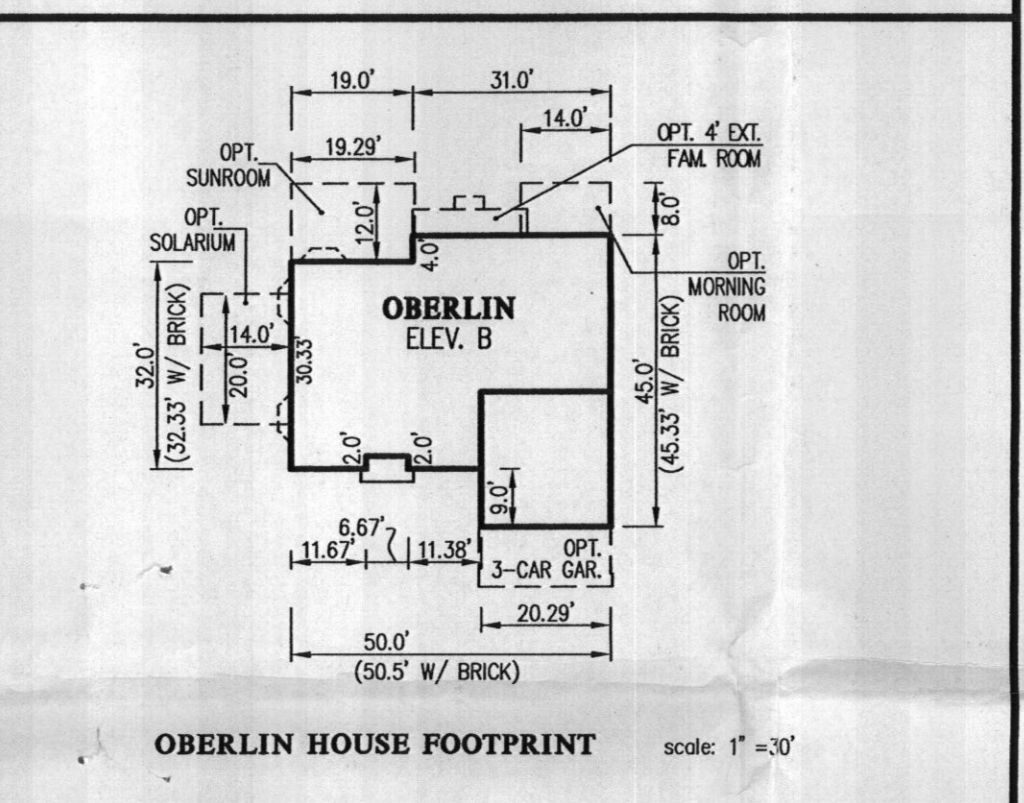 19.0'
31.0'
14.0'
OPT. 4' EXT.
FAM. ROOM
19.29'
OPT.
SUNROOM
12.0'
8.0'
OPT.
SOLARIUM
4.0'
OPT.
MORNING
ROOM
OBERLIN
ELEV. B
32.0'
(32.33' W/ BRICK)
14.0'
20.0'
30.33'
45.0'
(45.33' W/ BRICK)
2.0'
2.0'
9.0'
6.67'
11.67'
11.38'
OPT.
3-CAR GAR.
20.29'
50.0'
(50.5' W/ BRICK)
OBERLIN HOUSE FOOTPRINT
scale: 1" =30'